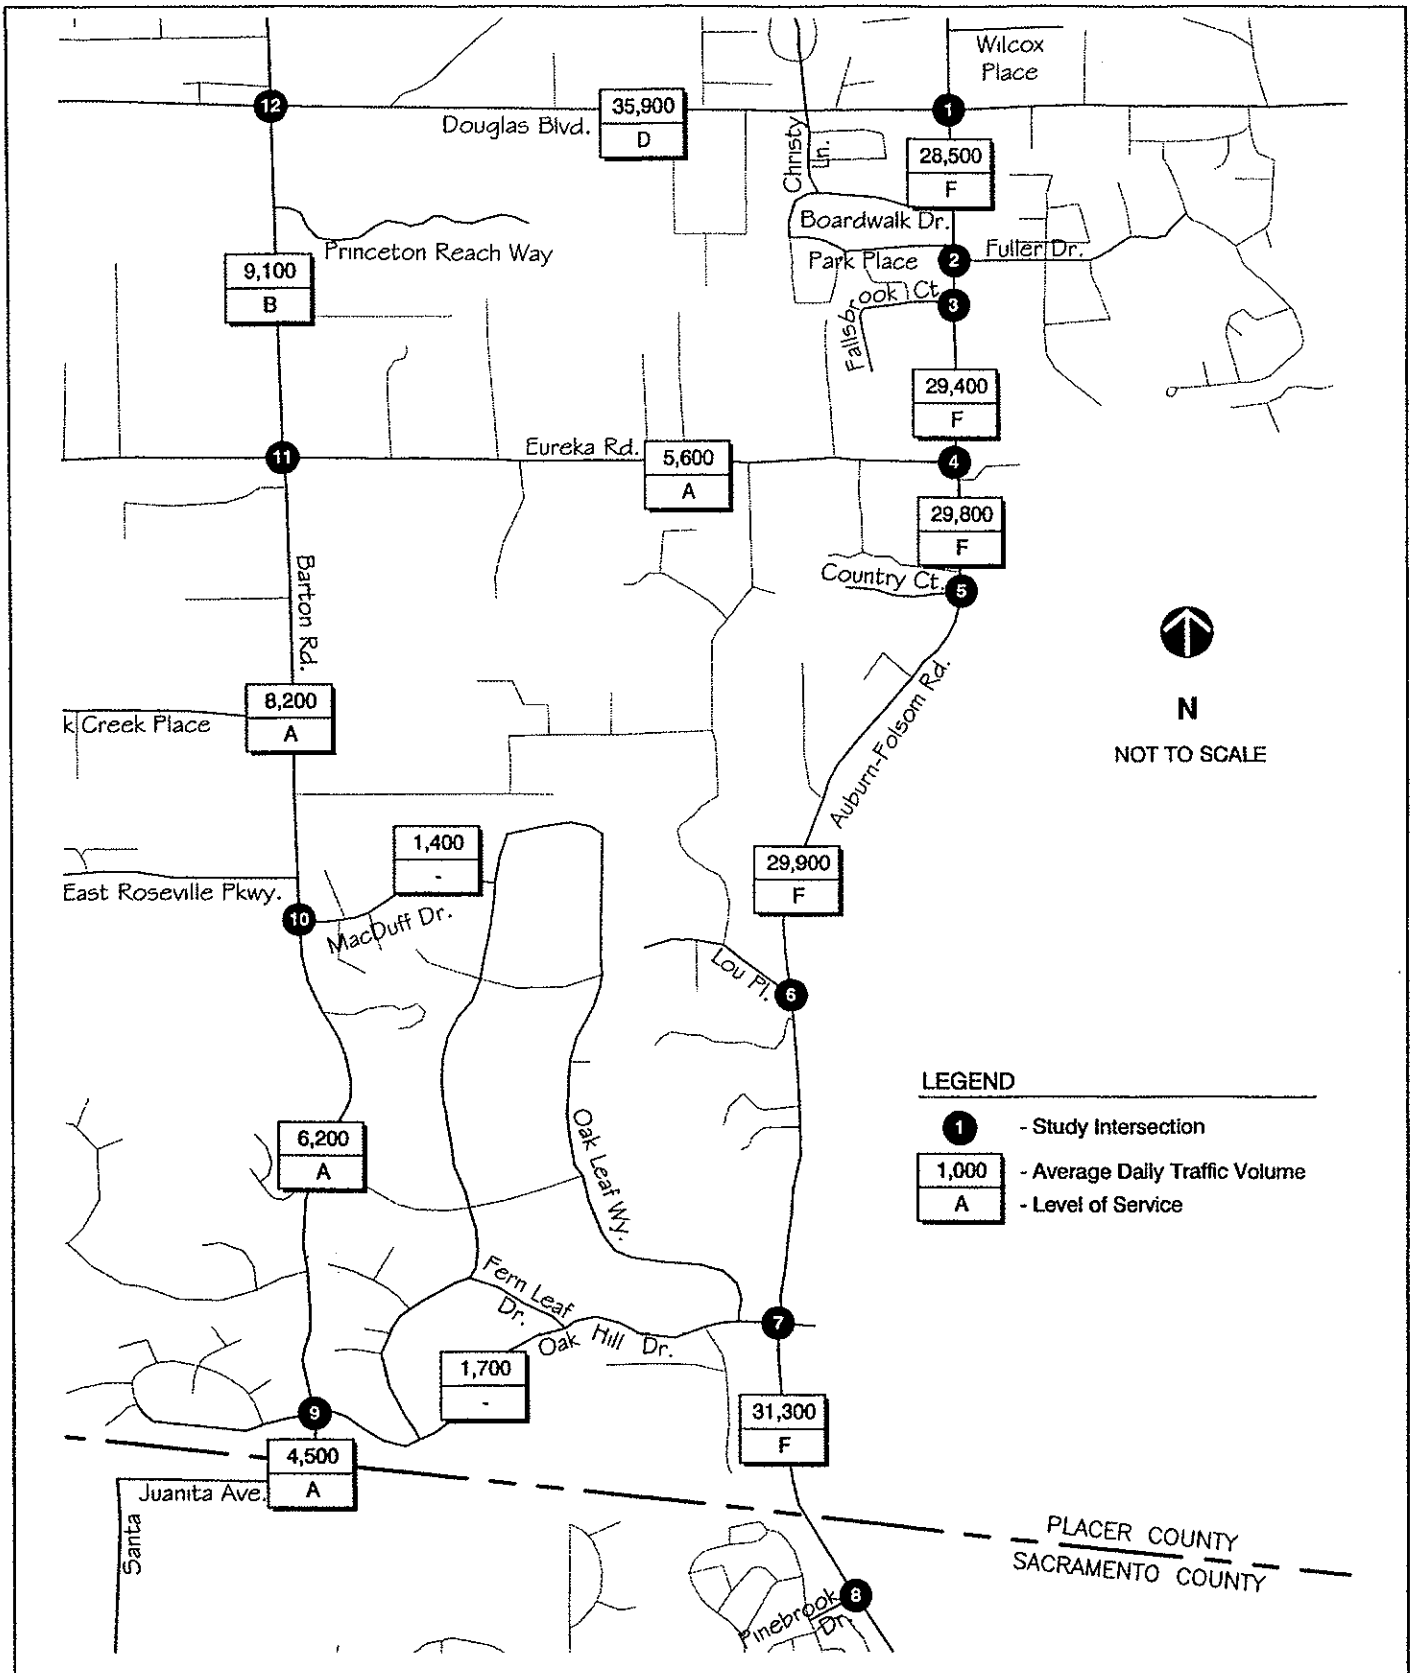 Wilcox
Place
12
35,900
D
1
Douglas Blvd.
Christy
Ln.
28,500
F
Boardwalk Dr.
Princeton Reach Way
Park Place
2
Fuller Dr.
9,100
B
Fallsbrook Ct.
3
29,400
F
Eureka Rd.
11
5,600
A
4
29,800
F
Barton Rd.
Country Ct.
5
Auburn-Folsom Rd.
N
NOT TO SCALE
8,200
A
k Creek Place
1,400
-
29,900
F
East Roseville Pkwy.
10
MacDuff Dr.
Lou Pl.
6
LEGEND
1 - Study Intersection
1,000 - Average Daily Traffic Volume
A - Level of Service
6,200
A
Oak Leaf Wy.
Fern Leaf
Dr.
Oak Hill Dr.
7
1,700
-
31,300
F
9
4,500
A
Juanita Ave.
Santa
PLACER COUNTY
SACRAMENTO COUNTY
8
Pinebrook
Dr.